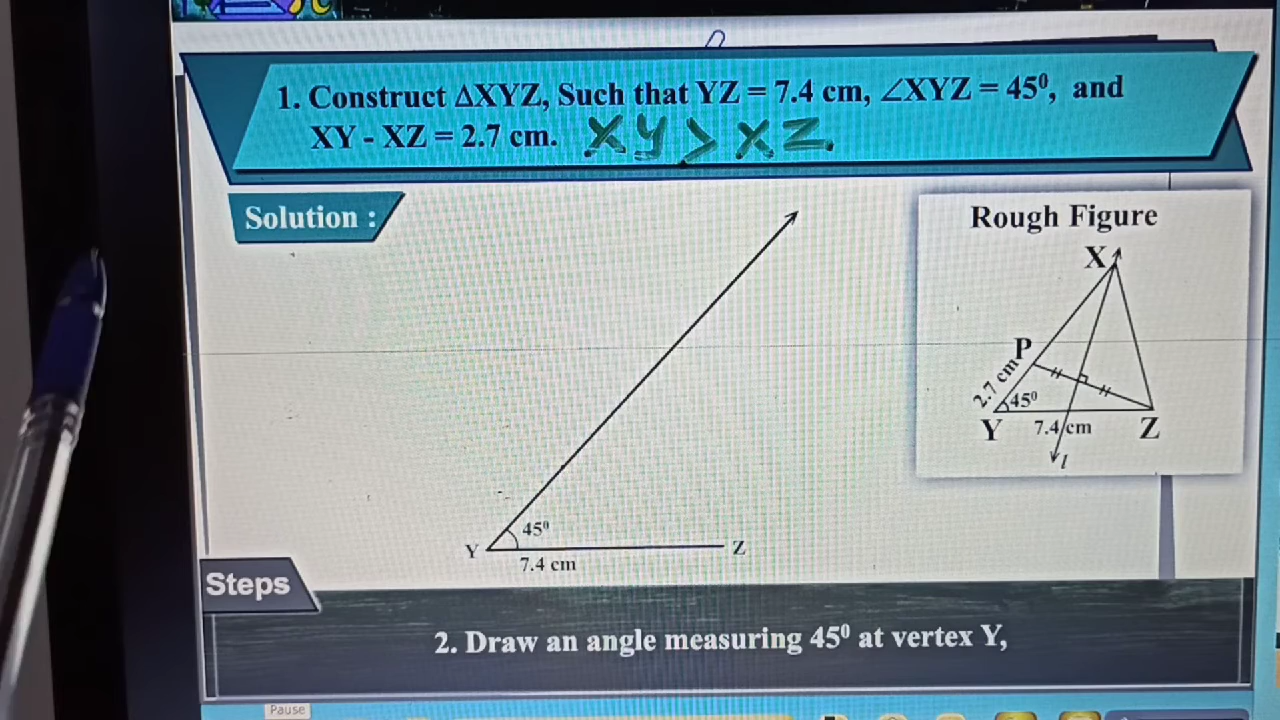 1. Construct ΔXYZ, Such that YZ = 7.4 cm, ∠XYZ = 45⁰, and
XY - XZ = 2.7 cm. XY > XZ
Solution :
Rough Figure
X
P
2.7 cm
45⁰
Y 7.4 cm Z
l
45⁰
Y Z
7.4 cm
Steps
2. Draw an angle measuring 45⁰ at vertex Y,
Pause